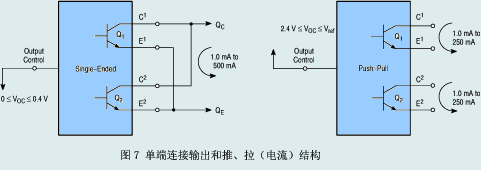 C1
Q1
E1
QC
Output
Control
Single-Ended
1.0 mA to
500 mA
0 ≤ VOC ≤ 0.4 V
C2
Q2
E2
QE
2.4 V ≤ VOC ≤ Vref
Output
Control
Push-Pull
C1
Q1
E1
1.0 mA to
250 mA
C2
Q2
E2
1.0 mA to
250 mA
图 7 单端连接输出和推、拉（电流）结构